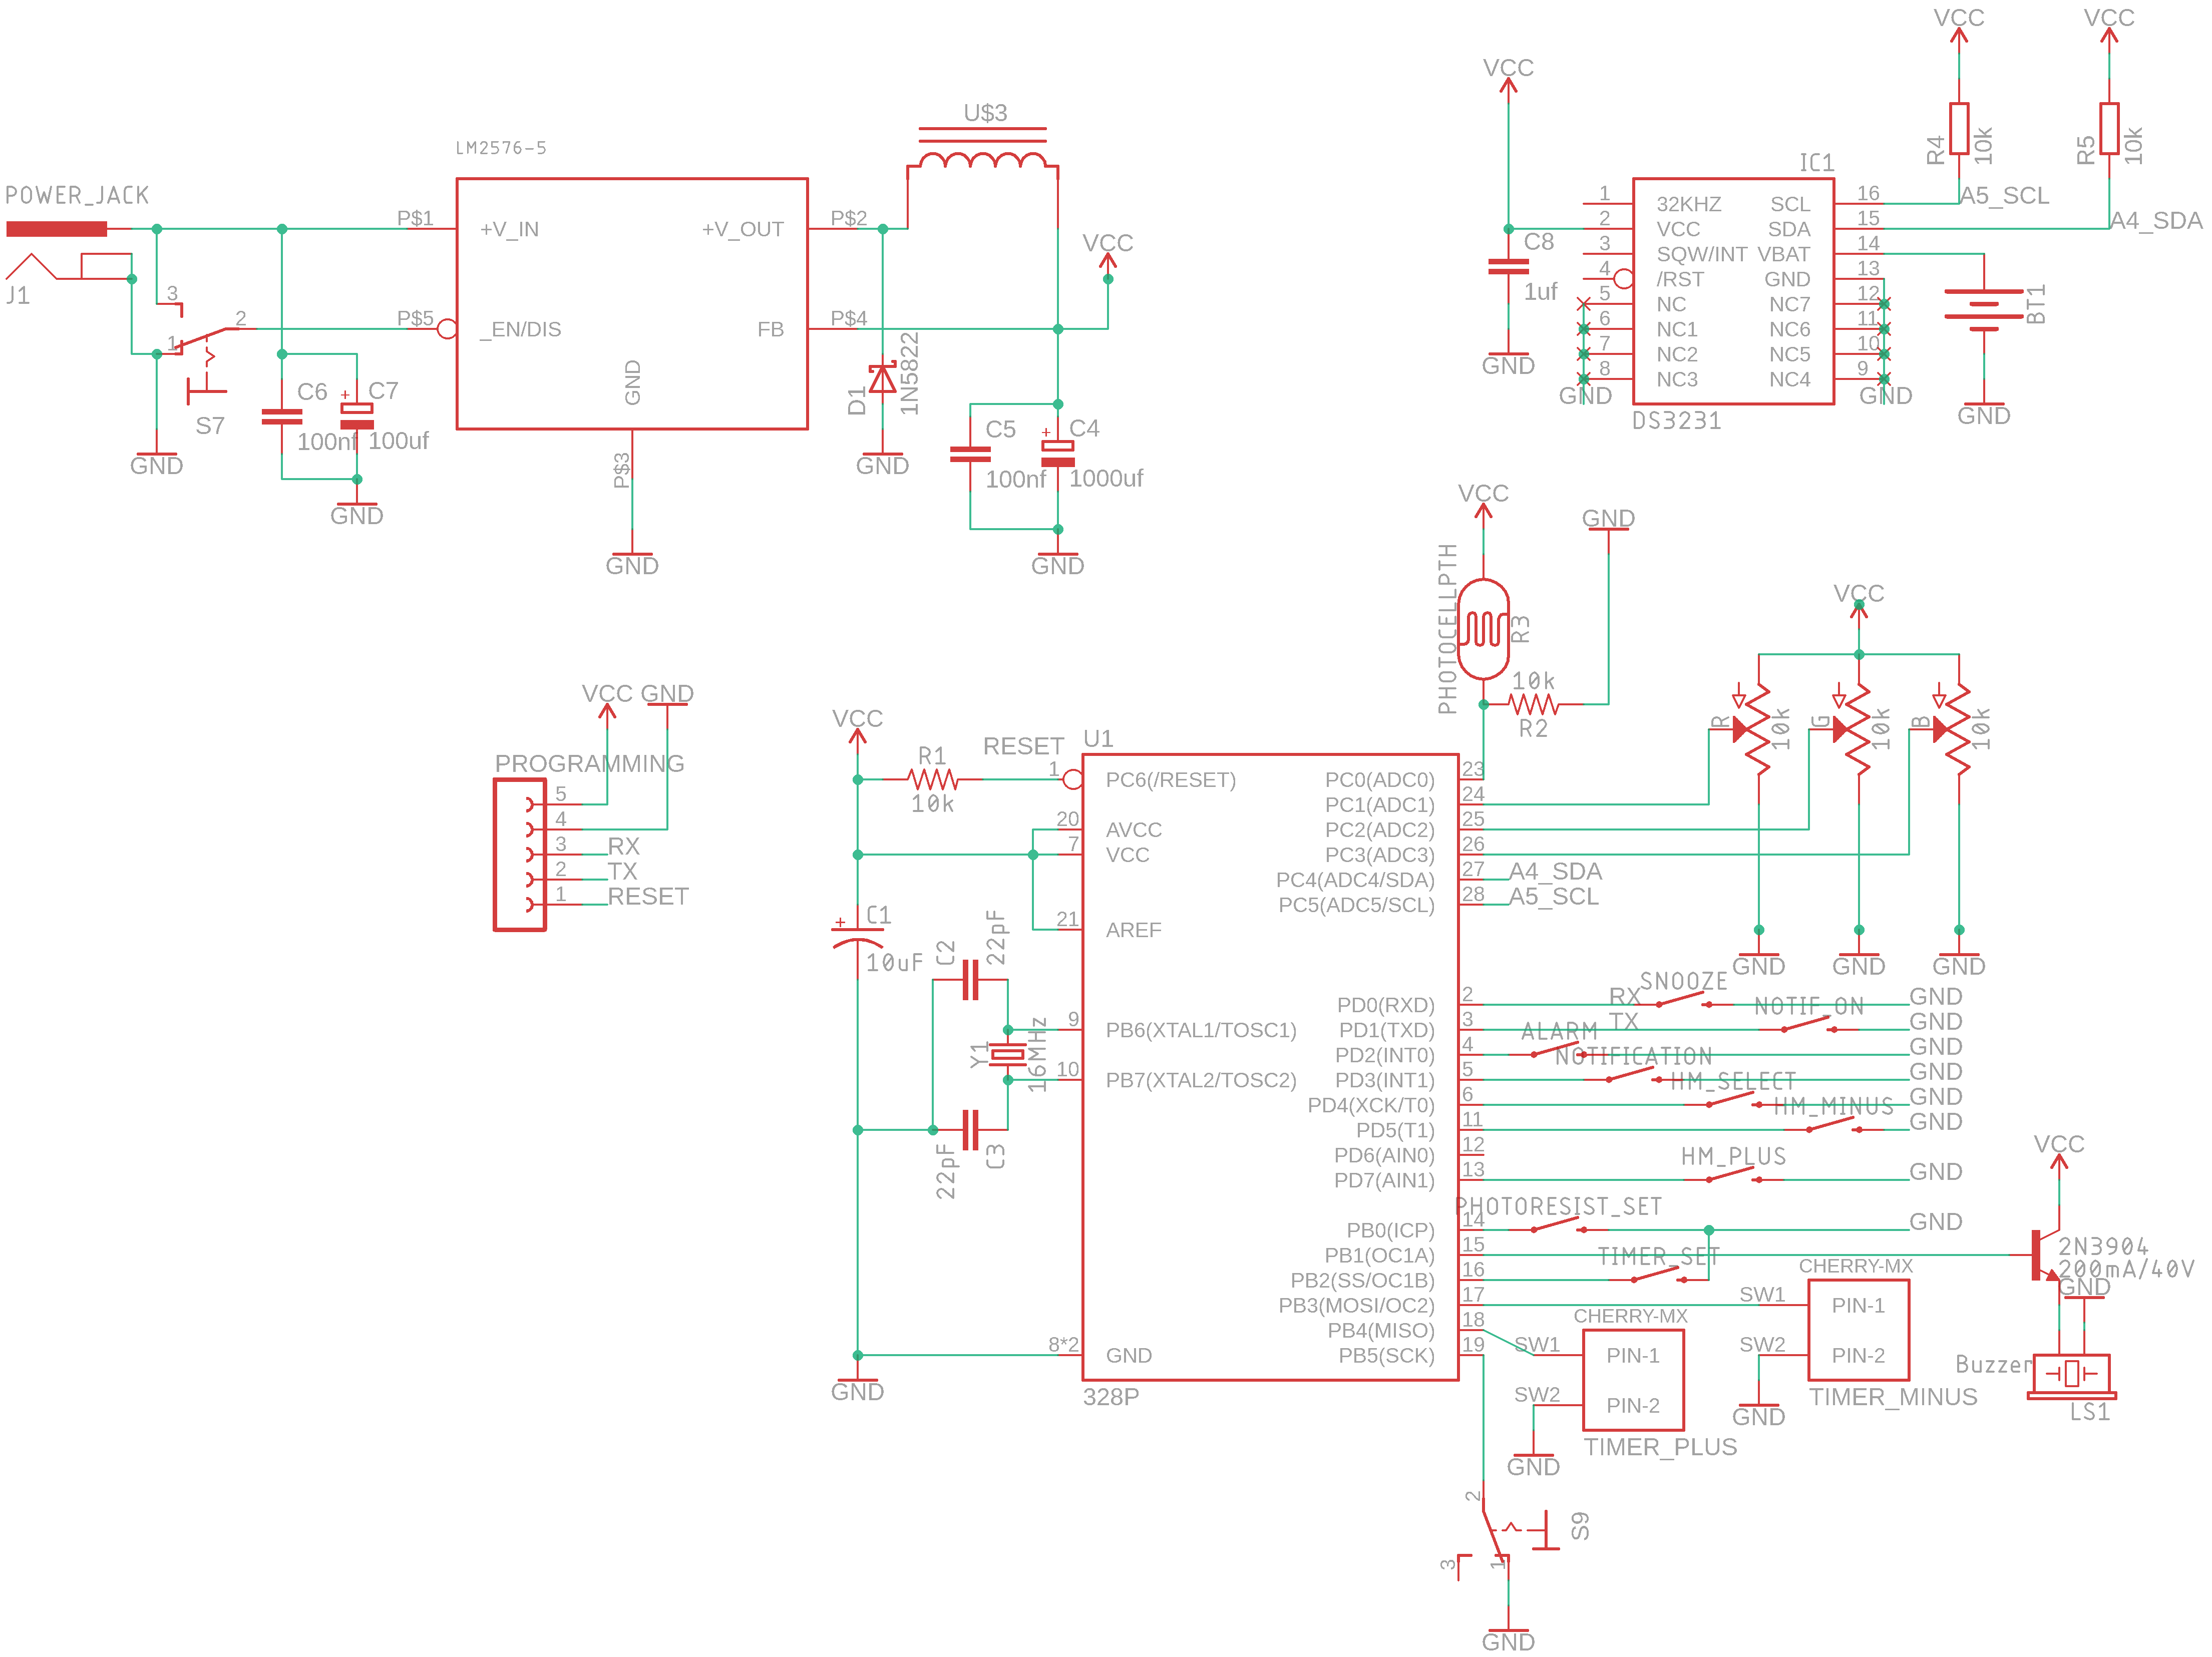 POWER_JACK
J1
3
1
2
S7
GND
C6
100nf
C7
100uf
GND
LM2576-5
P$1
+V_IN
P$5
_EN/DIS
GND
P$3
GND
+V_OUT
P$2
FB
P$4
U$3
VCC
D1
1N5822
GND
C5
100nf
C4
1000uf
GND
VCC
C8
1uf
GND
IC1
1
32KHZ
2
VCC
3
SQW/INT
4
/RST
5
NC
6
NC1
7
NC2
8
NC3
GND
SCL
16
SDA
15
VBAT
14
GND
13
NC7
12
NC6
11
NC5
10
NC4
9
GND
DS3231
VCC
R4
10k
A5_SCL
VCC
R5
10k
A4_SDA
BT1
GND
VCC
PHOTOCELLPTH
R3
GND
10k
R2
VCC
R
10k
G
10k
B
10k
GND
GND
GND
VCC
GND
PROGRAMMING
5
4
3
RX
2
TX
1
RESET
VCC
R1
10k
RESET
C1
10uF
C2
22pF
Y1
16MHz
22pF
C3
GND
U1
1
PC6(/RESET)
20
AVCC
7
VCC
21
AREF
9
PB6(XTAL1/TOSC1)
10
PB7(XTAL2/TOSC2)
8*2
GND
328P
PC0(ADC0)
23
PC1(ADC1)
24
PC2(ADC2)
25
PC3(ADC3)
26
PC4(ADC4/SDA)
27
A4_SDA
PC5(ADC5/SCL)
28
A5_SCL
PD0(RXD)
2
RX
SNOOZE
GND
PD1(TXD)
3
TX
NOTIF_ON
GND
PD2(INT0)
4
ALARM
GND
PD3(INT1)
5
NOTIFICATION
GND
PD4(XCK/T0)
6
HM_SELECT
GND
PD5(T1)
11
HM_MINUS
GND
PD6(AIN0)
12
PD7(AIN1)
13
HM_PLUS
GND
PB0(ICP)
14
PHOTORESIST_SET
GND
PB1(OC1A)
15
PB2(SS/OC1B)
16
TIMER_SET
PB3(MOSI/OC2)
17
PB4(MISO)
18
PB5(SCK)
19
CHERRY-MX
SW1
PIN-1
SW2
PIN-2
TIMER_PLUS
GND
CHERRY-MX
SW1
PIN-1
SW2
PIN-2
TIMER_MINUS
GND
VCC
2N3904
200mA/40V
GND
Buzzer
LS1
2
3
1
S9
GND